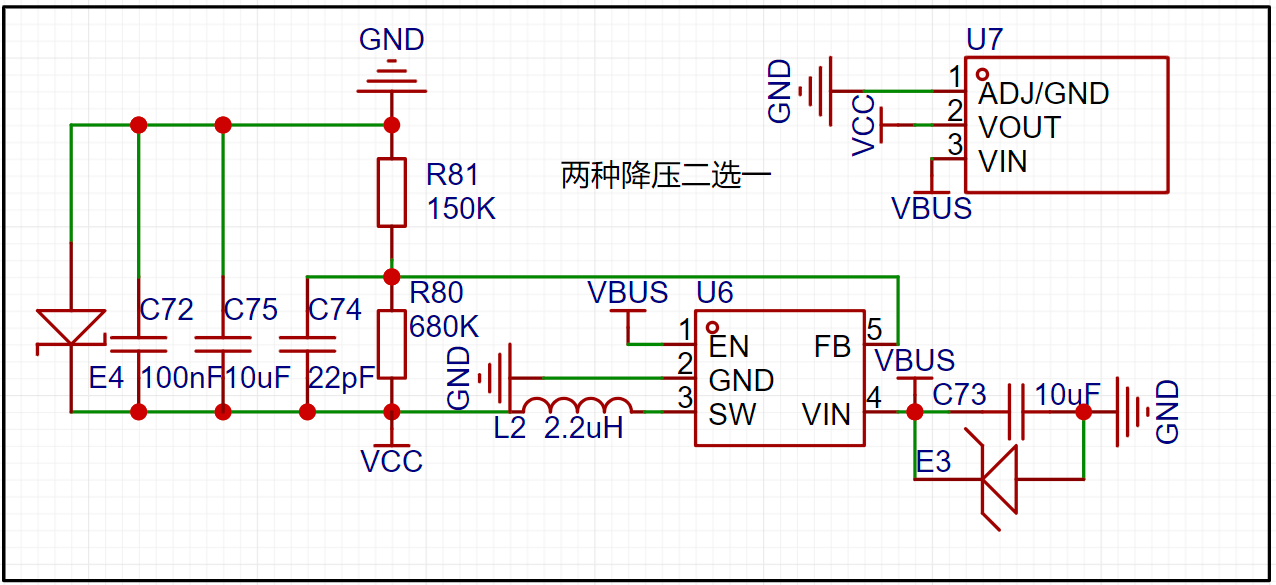 GND
R81
150K
两种降压二选一
U7
GND
1
ADJ/GND
VCC
2
VOUT
3
VIN
VBUS
C72
100nF
C75
10uF
C74
22pF
R80
680K
E4
VCC
GND
L2
2.2uH
VBUS
U6
1
EN
2
GND
3
SW
5
FB
4
VIN
VBUS
C73
10uF
GND
E3